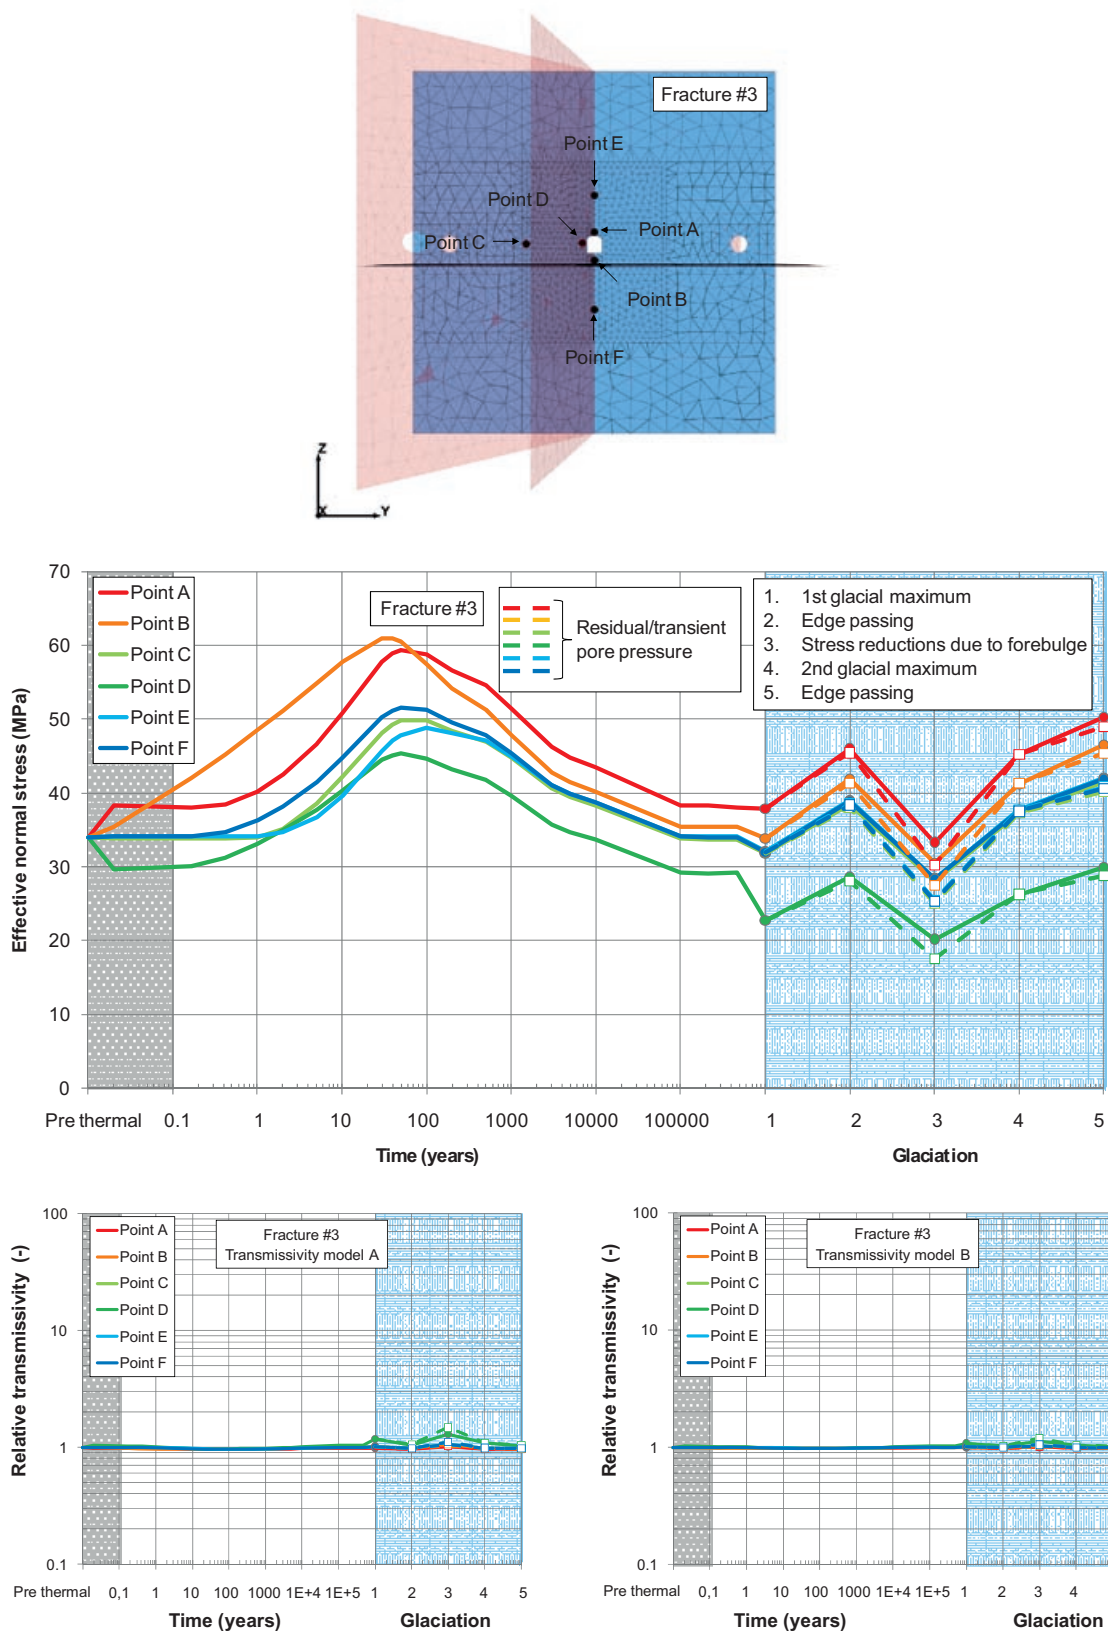 Fracture #3
Point E
Point D
Point A
Point C
Point B
Point F
Z
X
Y
Effective normal stress (MPa)
70
60
50
40
30
20
10
0
Point A
Point B
Point C
Point D
Point E
Point F
Fracture #3
Residual/transient
pore pressure
1. 1st glacial maximum
2. Edge passing
3. Stress reductions due to forebulge
4. 2nd glacial maximum
5. Edge passing
Pre thermal 0.1 1 10 100 1000 10000 100000 1 2 3 4 5
Time (years) Glaciation
Relative transmissivity (-)
100
10
1
0.1
Point A
Point B
Point C
Point D
Point E
Point F
Fracture #3
Transmissivity model A
Pre thermal 0,1 1 10 100 1000 1E+4 1E+5 1 2 3 4 5
Time (years) Glaciation
Relative transmissivity (-)
100
10
1
0.1
Point A
Point B
Point C
Point D
Point E
Point F
Fracture #3
Transmissivity model B
Pre thermal 0,1 1 10 100 1000 1E+4 1E+5 1 2 3 4
Time (years) Glaciation